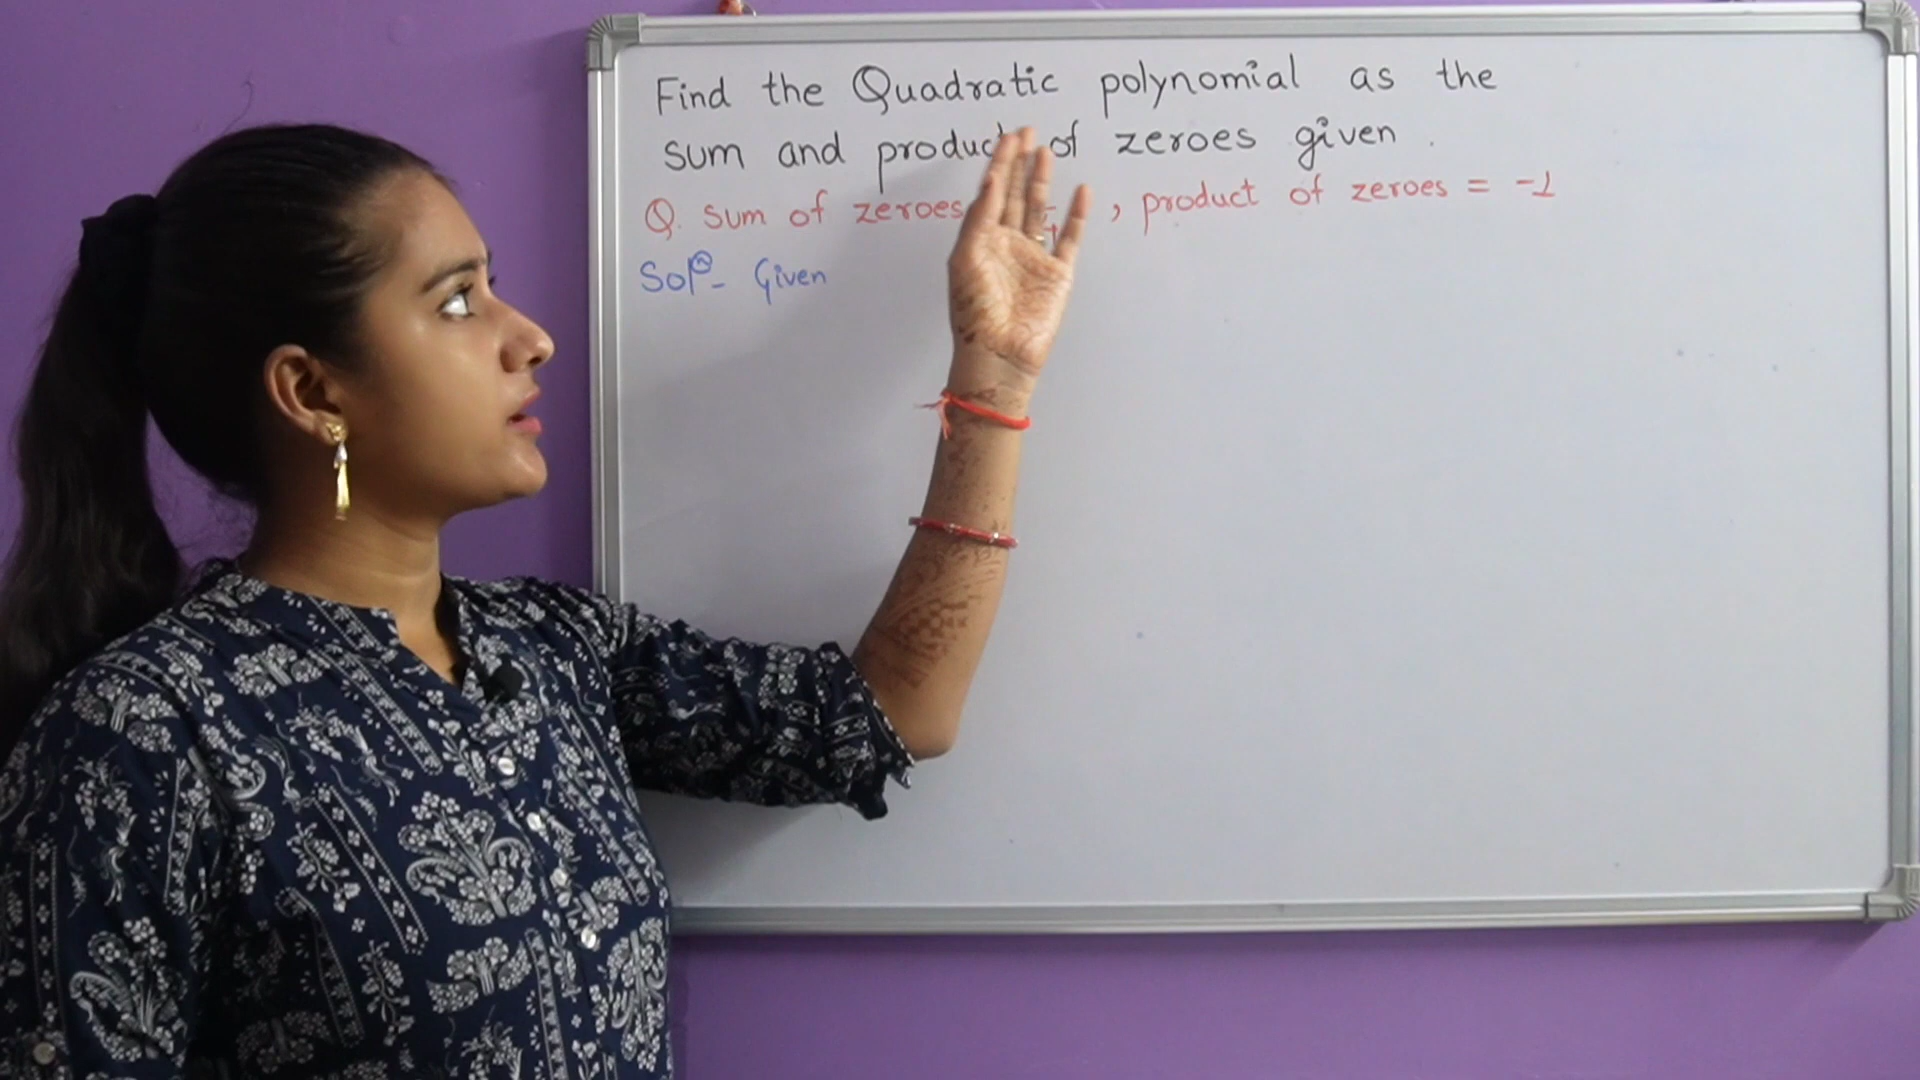 Find the Quadratic polynomial as the
sum and product of zeroes given.
Q. sum of zeroes , product of zeroes = -1
Solⁿ- Given